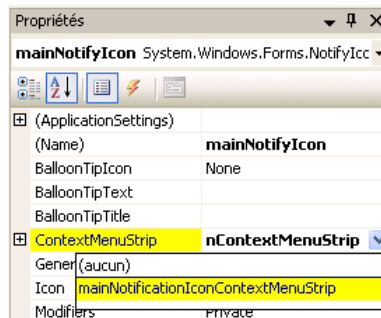 Propriétés
mainNotifyIcon System.Windows.Forms.NotifyIcc
(ApplicationSettings)
(Name) mainNotifyIcon
BalloonTipIcon None
BalloonTipText
BalloonTipTitle
ContextMenuStrip nContextMenuStrip
Gener (aucun)
Icon mainNotificationIconContextMenuStrip
Modifiers Private